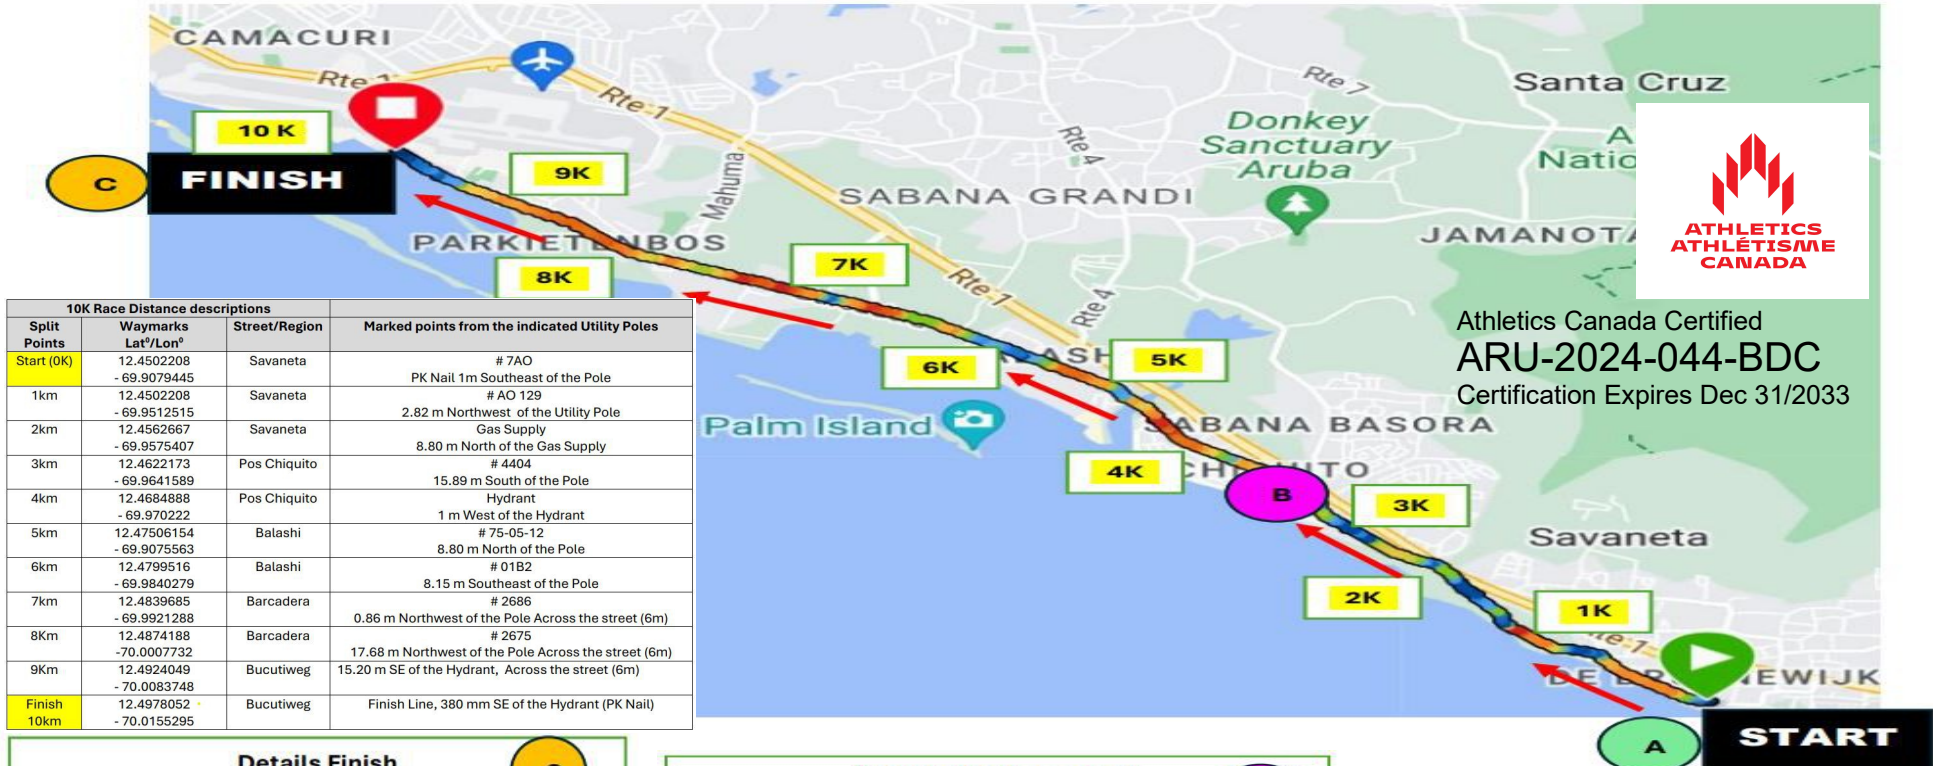 CAMACURI
Rte 1
Rte 1
Rte 7
Santa Cruz
10 K
C
FINISH
9K
Mahuma
Rte 4
Donkey
Sanctuary
Aruba
Natio
SABANA GRANDI
JAMANOTA
ATHLETICS
ATHLÉTISME
CANADA
PARKIETENBOS
8K
7K
Rte 1
Rte 4
Athletics Canada Certified
ARU-2024-044-BDC
Certification Expires Dec 31/2033
6K
5K
Palm Island
SABANA BASORA
4K
B
3K
Savaneta
2K
1K
A
START
10K Race Distance descriptions
Split Points Waymarks Lat⁰/Lon⁰ Street/Region Marked points from the indicated Utility Poles
Start (0K) 12.4502208 Savaneta # 7AO
- 69.9079445 PK Nail 1m Southeast of the Pole
1km 12.4502208 Savaneta # AO 129
- 69.9512515 2.82 m Northwest of the Utility Pole
2km 12.4562667 Savaneta Gas Supply
- 69.9575407 8.80 m North of the Gas Supply
3km 12.4622173 Pos Chiquito # 4404
- 69.9641589 15.89 m South of the Pole
4km 12.4684888 Pos Chiquito Hydrant
- 69.970222 1 m West of the Hydrant
5km 12.47506154 Balashi # 75-05-12
- 69.9075563 8.80 m North of the Pole
6km 12.4799516 Balashi # 01B2
- 69.9840279 8.15 m Southeast of the Pole
7km 12.4839685 Barcadera # 2686
- 69.9921288 0.86 m Northwest of the Pole Across the street (6m)
8Km 12.4874188 Barcadera # 2675
-70.0007732 17.68 m Northwest of the Pole Across the street (6m)
9Km 12.4924049 Bucutiweg 15.20 m SE of the Hydrant, Across the street (6m)
- 70.0083748
Finish 12.4978052 Bucutiweg Finish Line, 380 mm SE of the Hydrant (PK Nail)
10km - 70.0155295
Details Finish